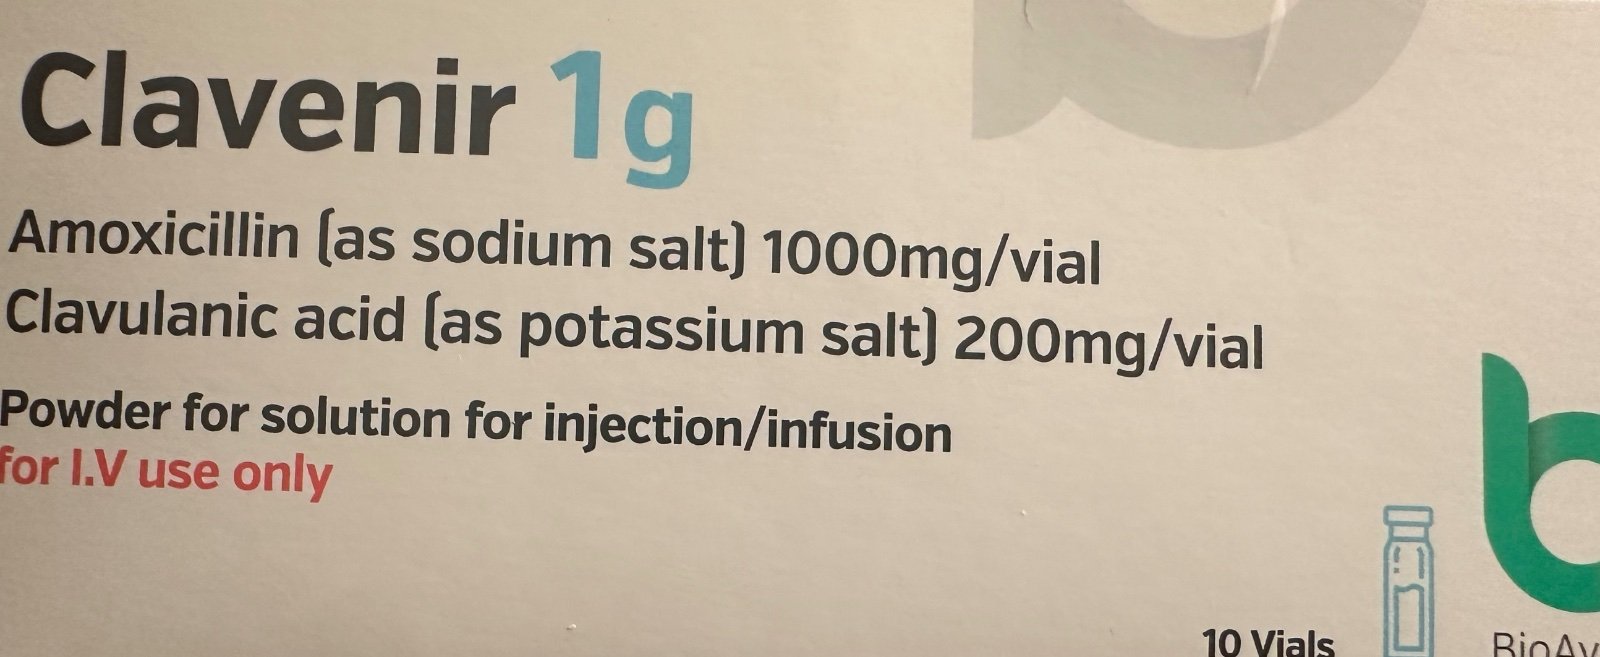 Clavenir 1g
Amoxicillin (as sodium salt) 1000mg/vial
Clavulanic acid (as potassium salt) 200mg/vial
Powder for solution for injection/infusion
for I.V use only
10 Vials